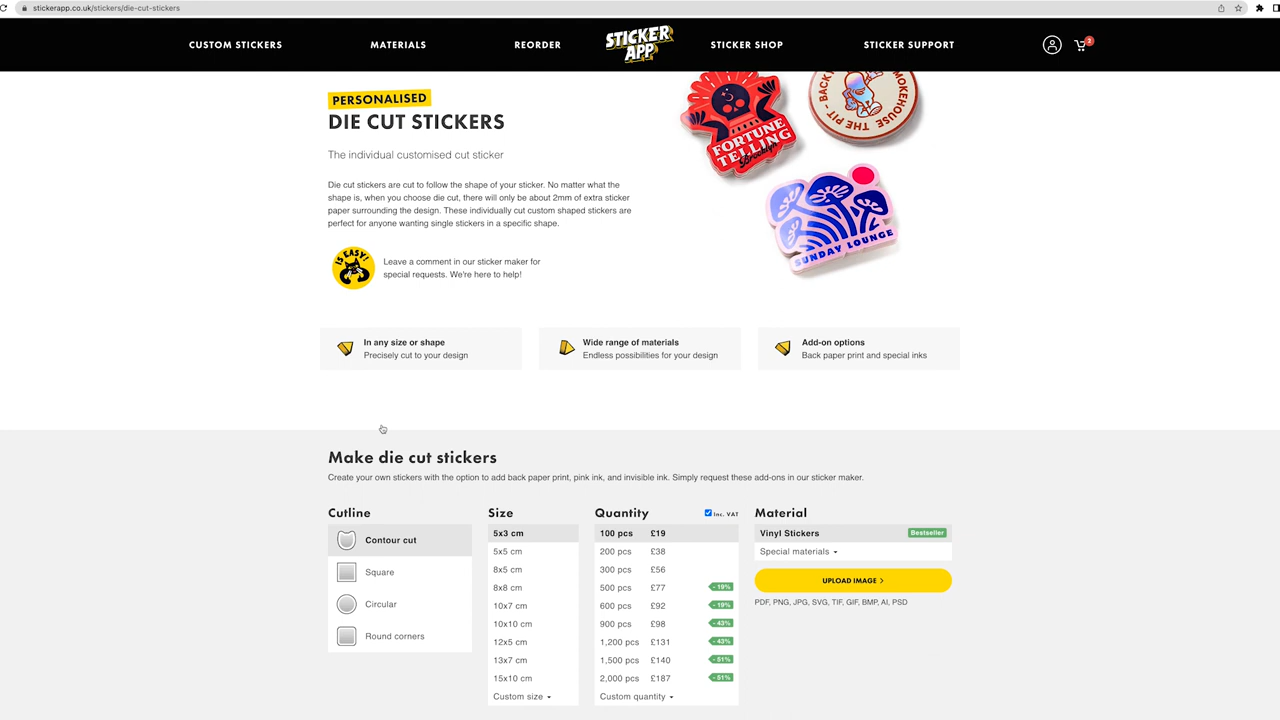 stickerapp.co.uk/stickers/die-cut-stickers
CUSTOM STICKERS
MATERIALS
REORDER
STICKER
APP
STICKER SHOP
STICKER SUPPORT
3
PERSONALISED
DIE CUT STICKERS
The individual customised cut sticker
Die cut stickers are cut to follow the shape of your sticker. No matter what the
shape is, when you choose die cut, there will only be about 2mm of extra sticker
paper surrounding the design. These individually cut custom shaped stickers are
perfect for anyone wanting single stickers in a specific shape.
IS EASY!
Leave a comment in our sticker maker for
special requests. We're here to help!
FORTUNE
TELLING
Brooklyn
SMOKEHOUSE
THE PIT
SUNDAY LOUNGE
In any size or shape
Precisely cut to your design
Wide range of materials
Endless possibilities for your design
Add-on options
Back paper print and special inks
Make die cut stickers
Create your own stickers with the option to add back paper print, pink ink, and invisible ink. Simply request these add-ons in our sticker maker.
Cutline
Contour cut
Square
Circular
Round corners
Size
5x3 cm
5x5 cm
8x5 cm
8x8 cm
10x7 cm
10x10 cm
12x5 cm
13x7 cm
15x10 cm
Custom size
Quantity
Inc. VAT
100 pcs £19
200 pcs £38
300 pcs £56
500 pcs £77 - 19%
600 pcs £92 - 19%
900 pcs £98 - 43%
1,200 pcs £131 - 43%
1,500 pcs £140 - 51%
2,000 pcs £187 - 51%
Custom quantity
Material
Vinyl Stickers Bestseller
Special materials
UPLOAD IMAGE
PDF, PNG, JPG, SVG, TIF, GIF, BMP, AI, PSD